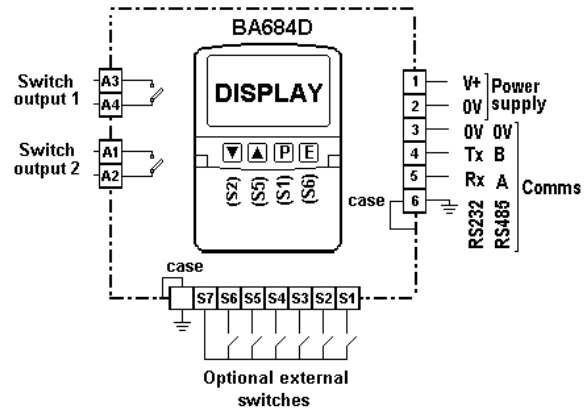 BA684D
Switch
output 1
A3
A4
Switch
output 2
A1
A2
DISPLAY
P E
(S2) (S5) (S1) (S6)
1 V+ Power
2 0V supply
3 0V 0V
4 Tx B
5 Rx A
6
Comms
case
RS232
RS485
case
S7 S6 S5 S4 S3 S2 S1
Optional external
switches